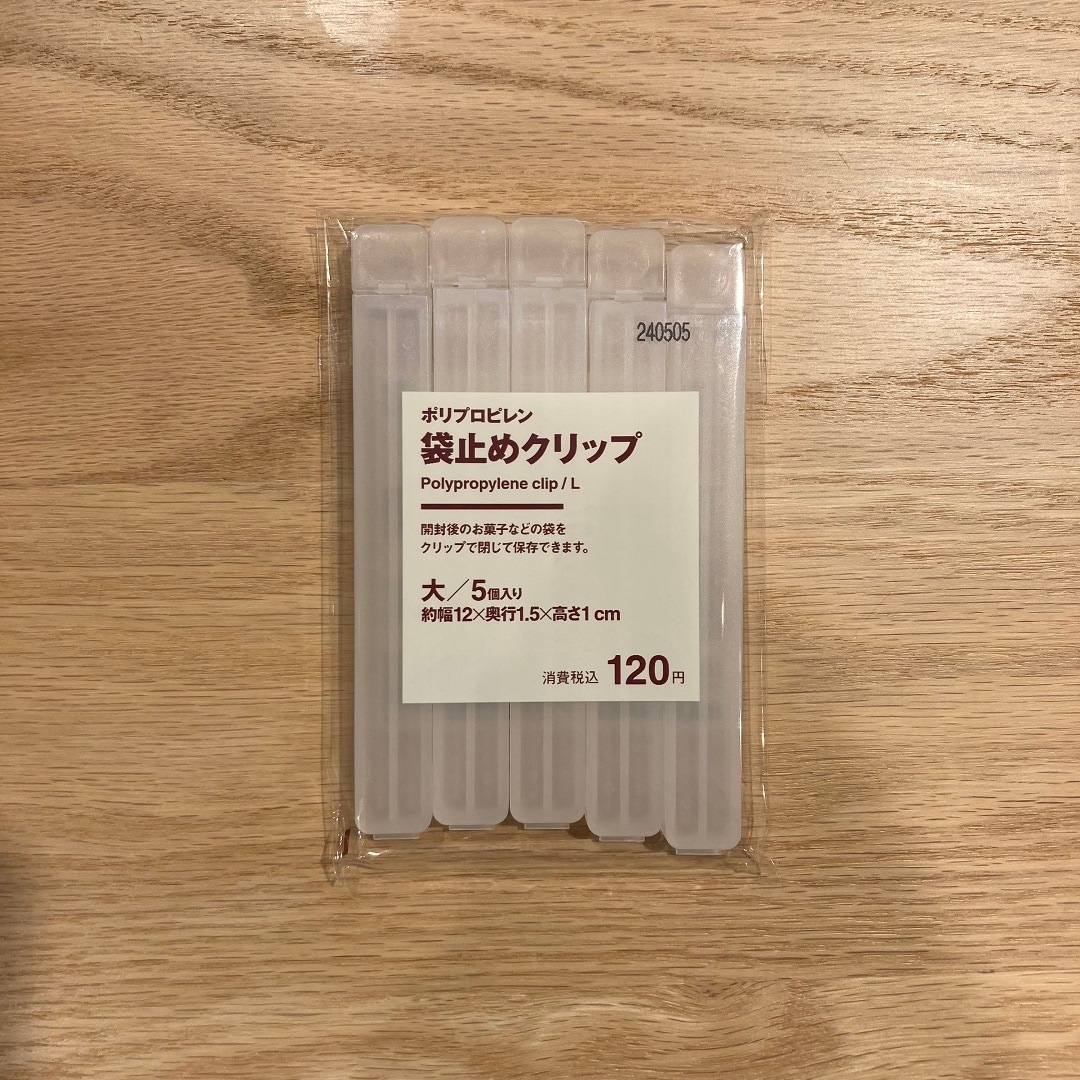 240505
ポリプロピレン
袋止めクリップ
Polypropylene clip / L
開封後のお菓子などの袋を
クリップで閉じて保存できます。
大／5個入り
約幅12×奥行1.5×高さ1 cm
消費税込 120円